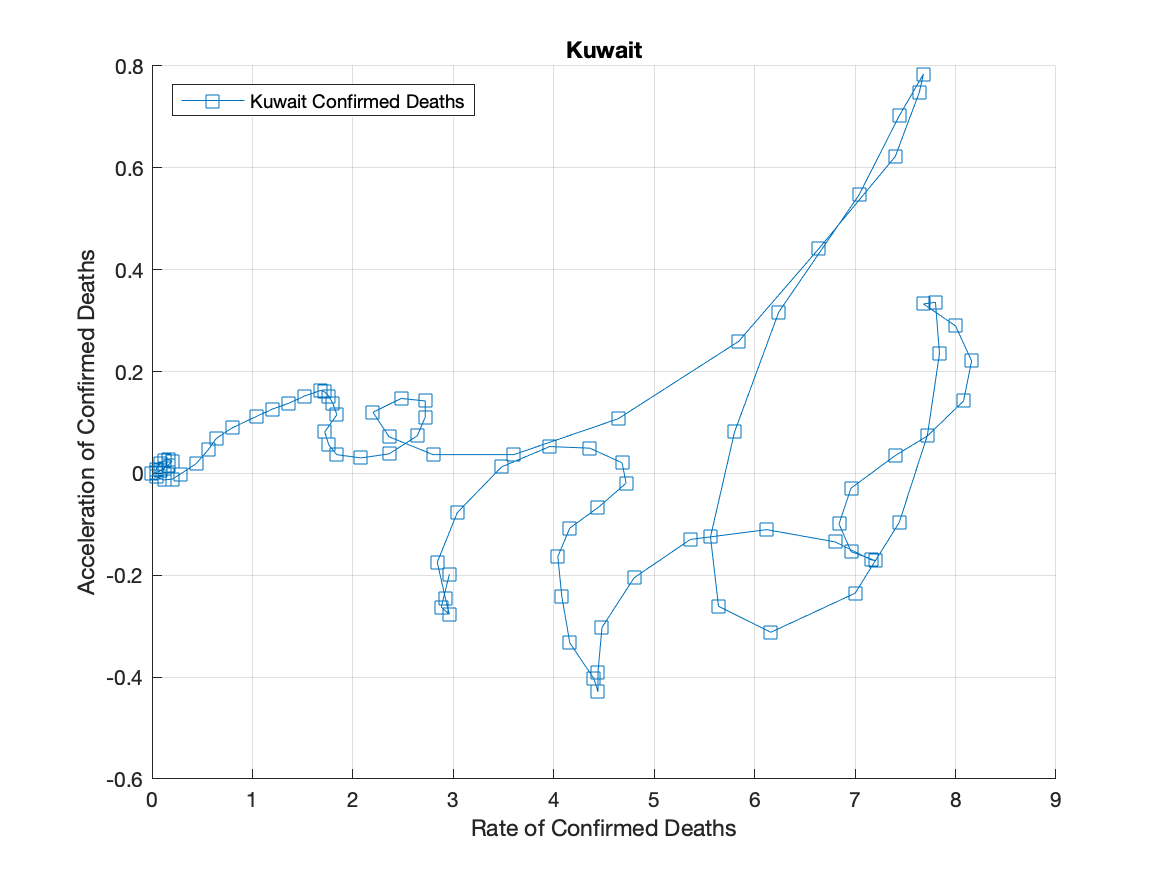 Kuwait
Kuwait Confirmed Deaths
Acceleration of Confirmed Deaths
0.8
0.6
0.4
0.2
0
-0.2
-0.4
-0.6
0 1 2 3 4 5 6 7 8 9
Rate of Confirmed Deaths